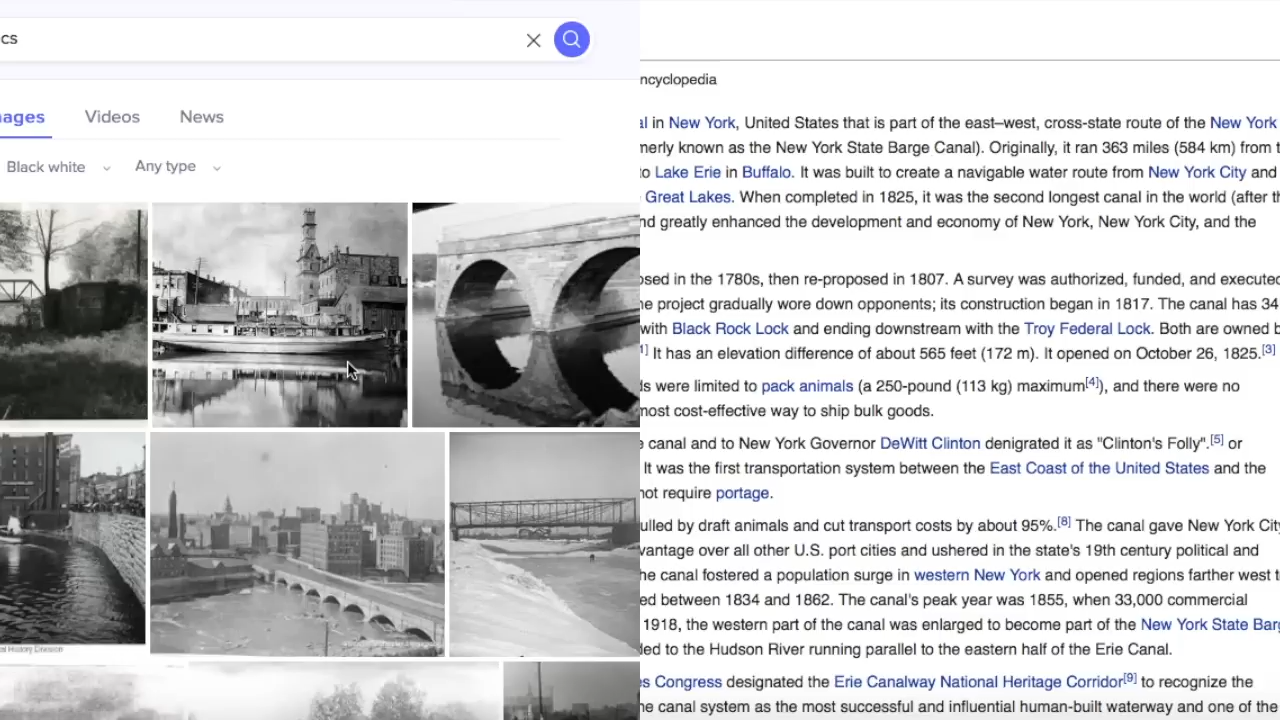 cs
ages
Videos
News
Black white
Any type
al History Division
ncyclopedia
al in New York, United States that is part of the east–west, cross-state route of the New York
merly known as the New York State Barge Canal). Originally, it ran 363 miles (584 km) from t
to Lake Erie in Buffalo. It was built to create a navigable water route from New York City and
Great Lakes. When completed in 1825, it was the second longest canal in the world (after th
nd greatly enhanced the development and economy of New York, New York City, and the
osed in the 1780s, then re-proposed in 1807. A survey was authorized, funded, and executed
he project gradually wore down opponents; its construction began in 1817. The canal has 34
with Black Rock Lock and ending downstream with the Troy Federal Lock. Both are owned b
1] It has an elevation difference of about 565 feet (172 m). It opened on October 26, 1825.[3]
ds were limited to pack animals (a 250-pound (113 kg) maximum[4]), and there were no
most cost-effective way to ship bulk goods.
e canal and to New York Governor DeWitt Clinton denigrated it as "Clinton's Folly".[5] or
It was the first transportation system between the East Coast of the United States and the
not require portage.
ulled by draft animals and cut transport costs by about 95%.[8] The canal gave New York City
vantage over all other U.S. port cities and ushered in the state's 19th century political and
he canal fostered a population surge in western New York and opened regions farther west t
ed between 1834 and 1862. The canal's peak year was 1855, when 33,000 commercial
1918, the western part of the canal was enlarged to become part of the New York State Barg
led to the Hudson River running parallel to the eastern half of the Erie Canal.
es Congress designated the Erie Canalway National Heritage Corridor[9] to recognize the
he canal system as the most successful and influential human-built waterway and one of the